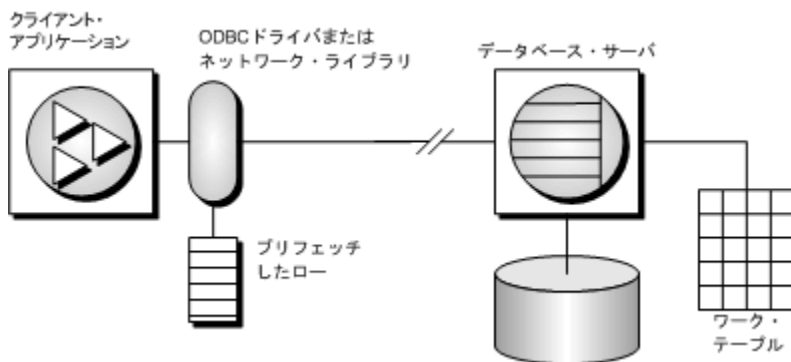 クライアント・
アプリケーション
ODBCドライバまたは
ネットワーク・ライブラリ
データベース・サーバ
プリフェッチ
したロー
ワーク・
テーブル